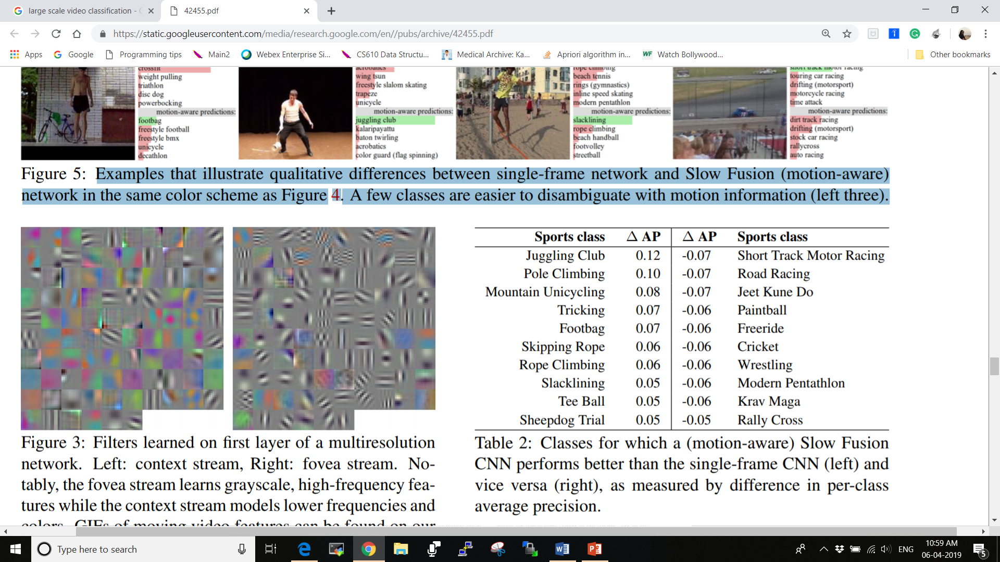 large scale video classification -
42455.pdf
https://static.googleusercontent.com/media/research.google.com/en//pubs/archive/42455.pdf
Apps
Google
Programming tips
Main2
Webex Enterprise Si...
CS610 Data Structu...
Medical Archive: Ka...
Apriori algorithm in...
WF Watch Bollywood...
Other bookmarks
crossfit
weight pulling
triathlon
disc dog
powerbocking
motion-aware predictions:
footbag
freestyle football
freestyle bmx
unicycle
decathlon
acrobatics
wing tsun
freestyle slalom skating
trapeze
unicycle
motion-aware predictions:
juggling club
kalaripayattu
baton twirling
acrobatics
color guard (flag spinning)
rope climbing
beach tennis
rings (gymnastics)
inline speed skating
modern pentathlon
motion-aware predictions:
slacklining
rope climbing
beach handball
footvolley
streetball
short track motor racing
touring car racing
drifting (motorsport)
motorcycle racing
time attack
motion-aware predictions:
dirt track racing
drifting (motorsport)
stock car racing
rallycross
auto racing
Figure 5: Examples that illustrate qualitative differences between single-frame network and Slow Fusion (motion-aware)
network in the same color scheme as Figure 4. A few classes are easier to disambiguate with motion information (left three).
Figure 3: Filters learned on first layer of a multiresolution
network. Left: context stream, Right: fovea stream. No-
tably, the fovea stream learns grayscale, high-frequency fea-
tures while the context stream models lower frequencies and
colors. GIFs of moving video features can be found on our
Sports class Δ AP Δ AP Sports class
Juggling Club 0.12 -0.07 Short Track Motor Racing
Pole Climbing 0.10 -0.07 Road Racing
Mountain Unicycling 0.08 -0.07 Jeet Kune Do
Tricking 0.07 -0.06 Paintball
Footbag 0.07 -0.06 Freeride
Skipping Rope 0.06 -0.06 Cricket
Rope Climbing 0.06 -0.06 Wrestling
Slacklining 0.05 -0.06 Modern Pentathlon
Tee Ball 0.05 -0.06 Krav Maga
Sheepdog Trial 0.05 -0.05 Rally Cross
Table 2: Classes for which a (motion-aware) Slow Fusion
CNN performs better than the single-frame CNN (left) and
vice versa (right), as measured by difference in per-class
average precision.
Type here to search
ENG
10:59 AM
06-04-2019
5